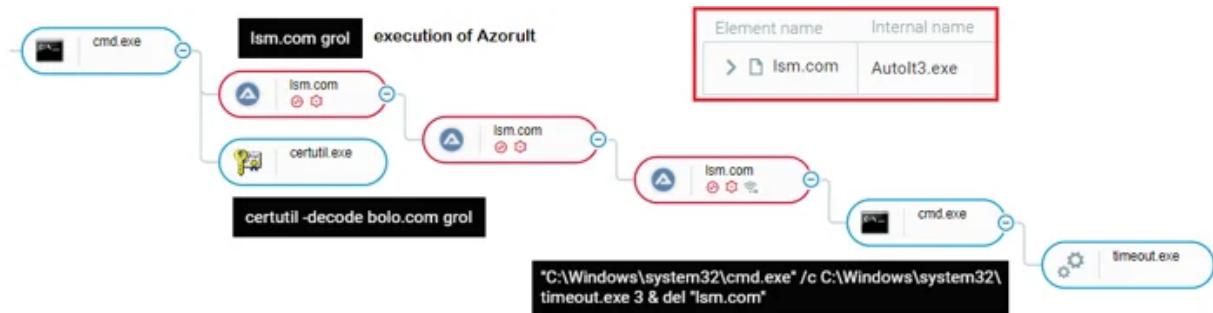 cmd.exe
lsm.com grol
execution of Azorult
Element name
Internal name
lsm.com
AutoIt3.exe
lsm.com
certutil.exe
lsm.com
certutil -decode bolo.com grol
lsm.com
cmd.exe
timeout.exe
"C:\Windows\system32\cmd.exe" /c C:\Windows\system32\
timeout.exe 3 & del "lsm.com"